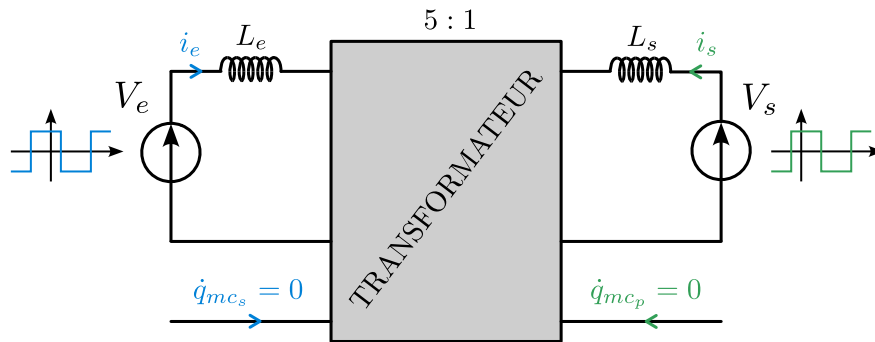 5 : 1
i_e
L_e
L_s
i_s
V_e
V_s
TRANSFORMATEUR
q̇_{mc_s} = 0
q̇_{mc_p} = 0